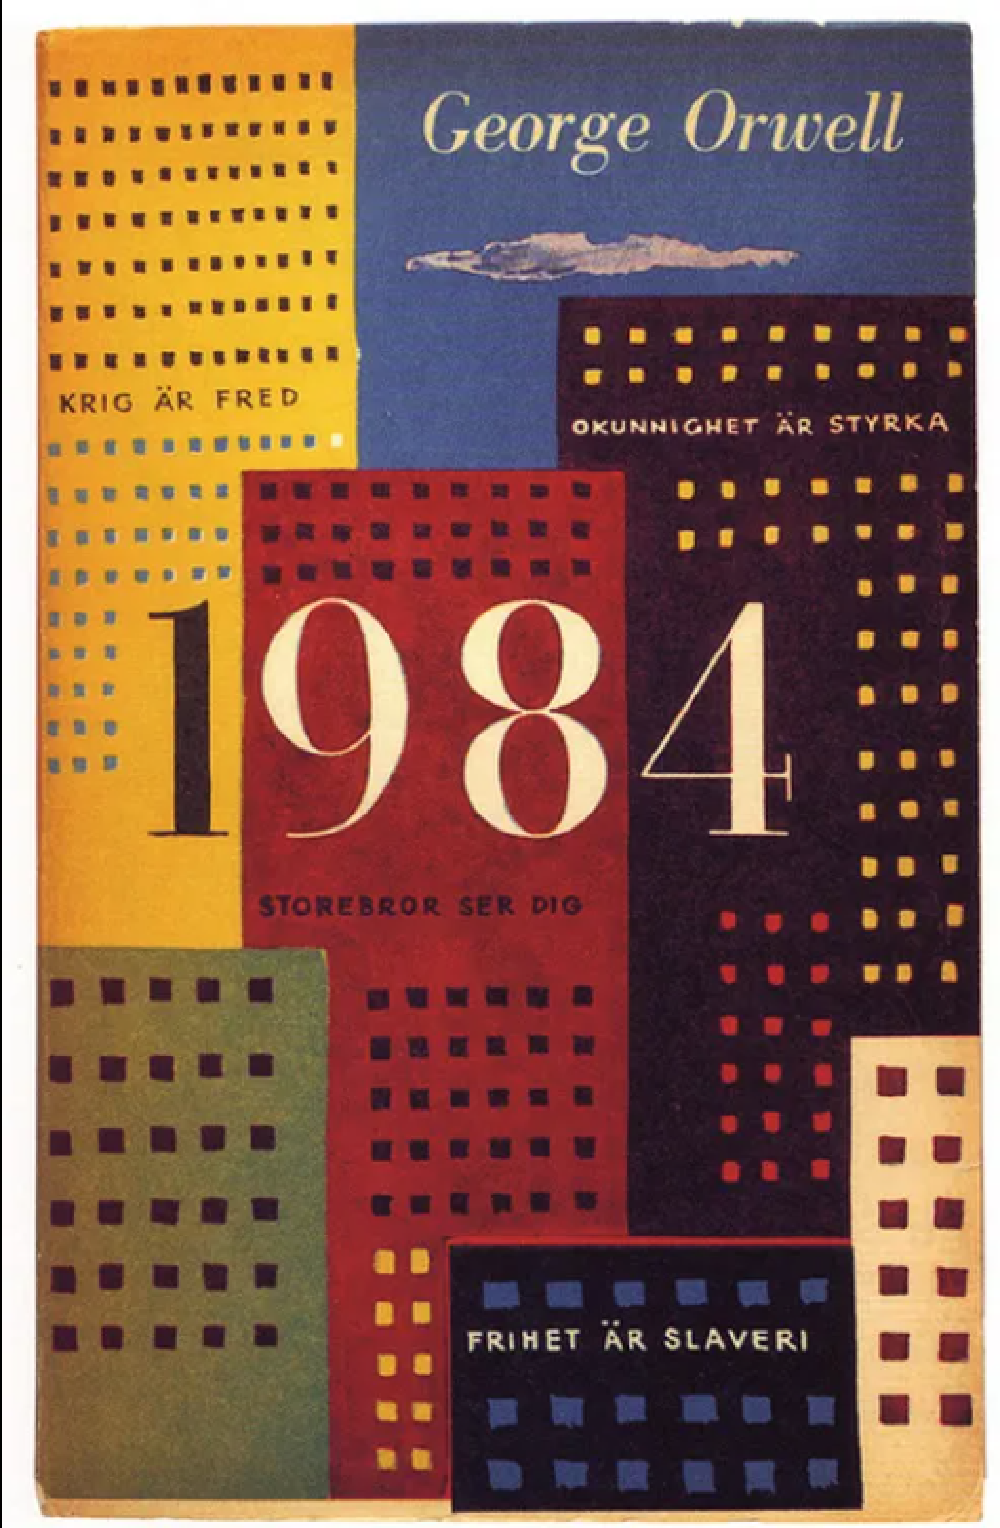 George Orwell
KRIG ÄR FRED
OKUNNIGHET ÄR STYRKA
1984
STOREBROR SER DIG
FRIHET ÄR SLAVERI